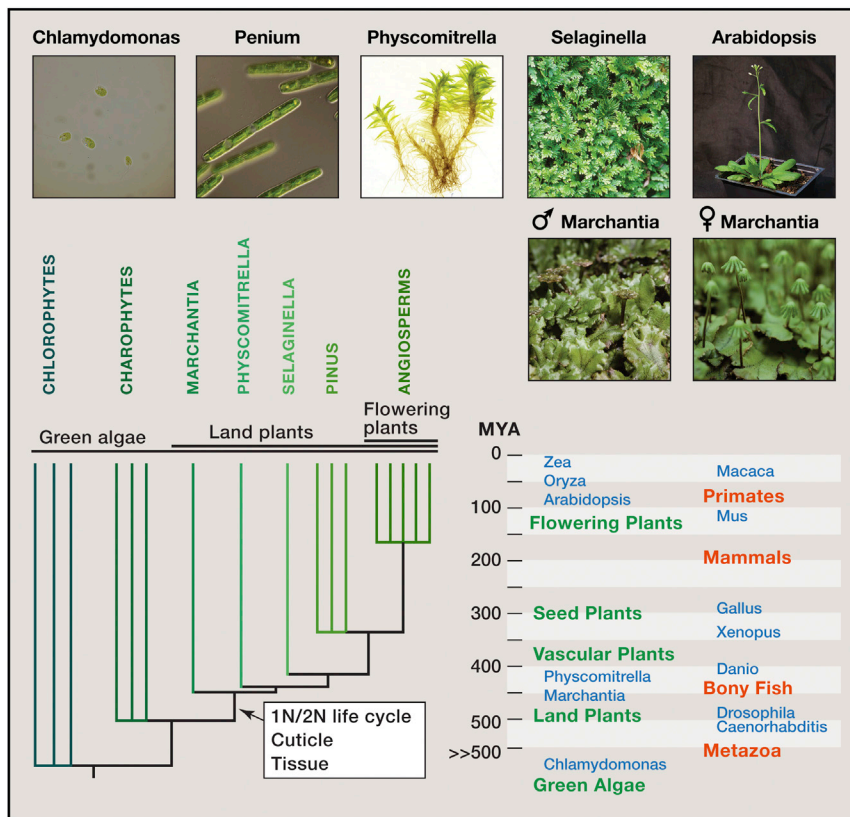 Chlamydomonas
Penium
Physcomitrella
Selaginella
Arabidopsis
♂ Marchantia
♀ Marchantia
CHLOROPHYTES
CHAROPHYTES
MARCHANTIA
PHYSCOMITRELLA
SELAGINELLA
PINUS
ANGIOSPERMS
Green algae
Land plants
Flowering
plants
1N/2N life cycle
Cuticle
Tissue
MYA
0
100
200
300
400
500
>>500
Zea
Oryza
Arabidopsis
Flowering Plants
Seed Plants
Vascular Plants
Physcomitrella
Marchantia
Land Plants
Chlamydomonas
Green Algae
Macaca
Primates
Mus
Mammals
Gallus
Xenopus
Danio
Bony Fish
Drosophila
Caenorhabditis
Metazoa